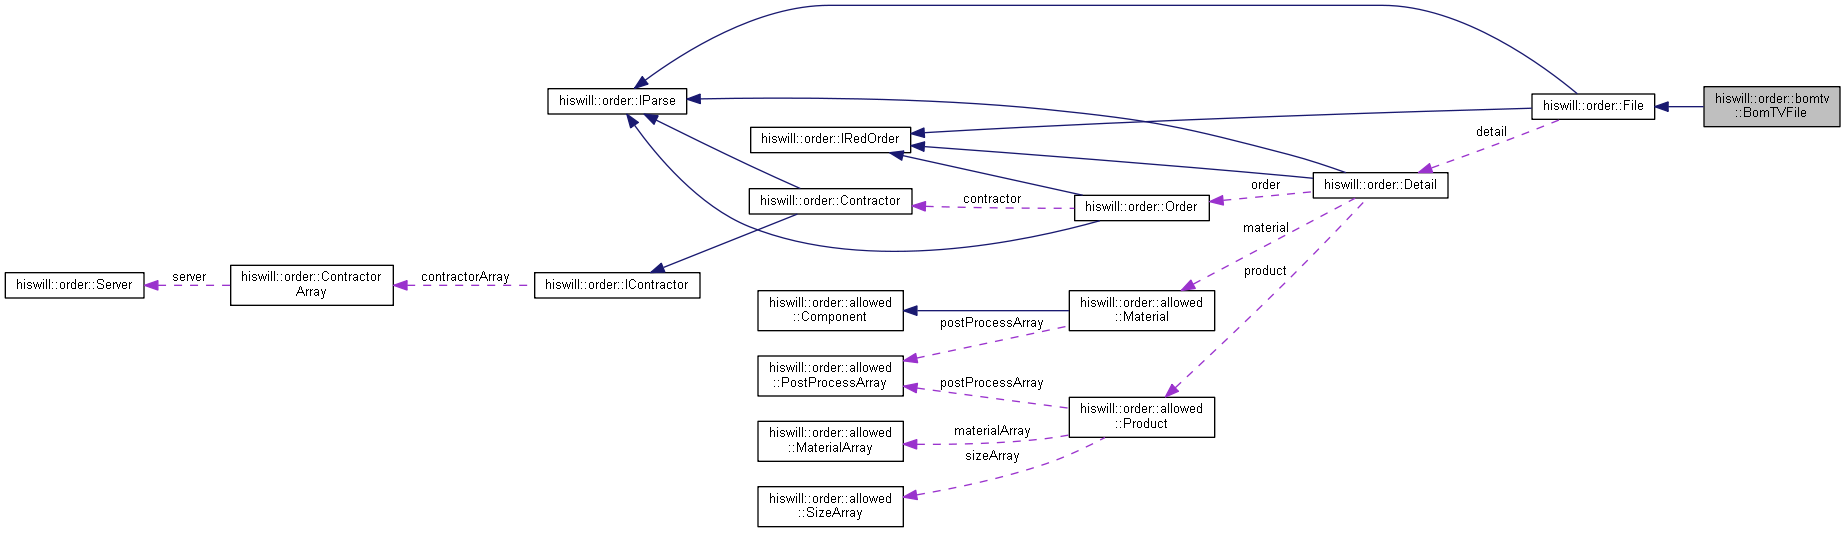 hiswill::order::IParse
hiswill::order::File
hiswill::order::bomtv
::BomTVFile
hiswill::order::IRedOrder
detail
hiswill::order::Detail
order
hiswill::order::Contractor
contractor
hiswill::order::Order
material
hiswill::order::Server
server
hiswill::order::Contractor
Array
contractorArray
hiswill::order::IContractor
product
hiswill::order::allowed
::Component
hiswill::order::allowed
::Material
postProcessArray
hiswill::order::allowed
::PostProcessArray
postProcessArray
hiswill::order::allowed
::Product
hiswill::order::allowed
::MaterialArray
materialArray
sizeArray
hiswill::order::allowed
::SizeArray